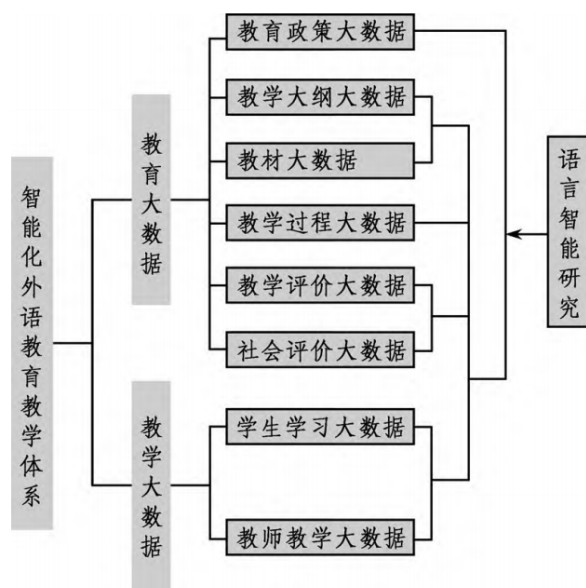 智能化外语教育教学体系
教育大数据
教育政策大数据
教学大纲大数据
教材大数据
教学过程大数据
教学评价大数据
社会评价大数据
教学大数据
学生学习大数据
教师教学大数据
语言智能研究